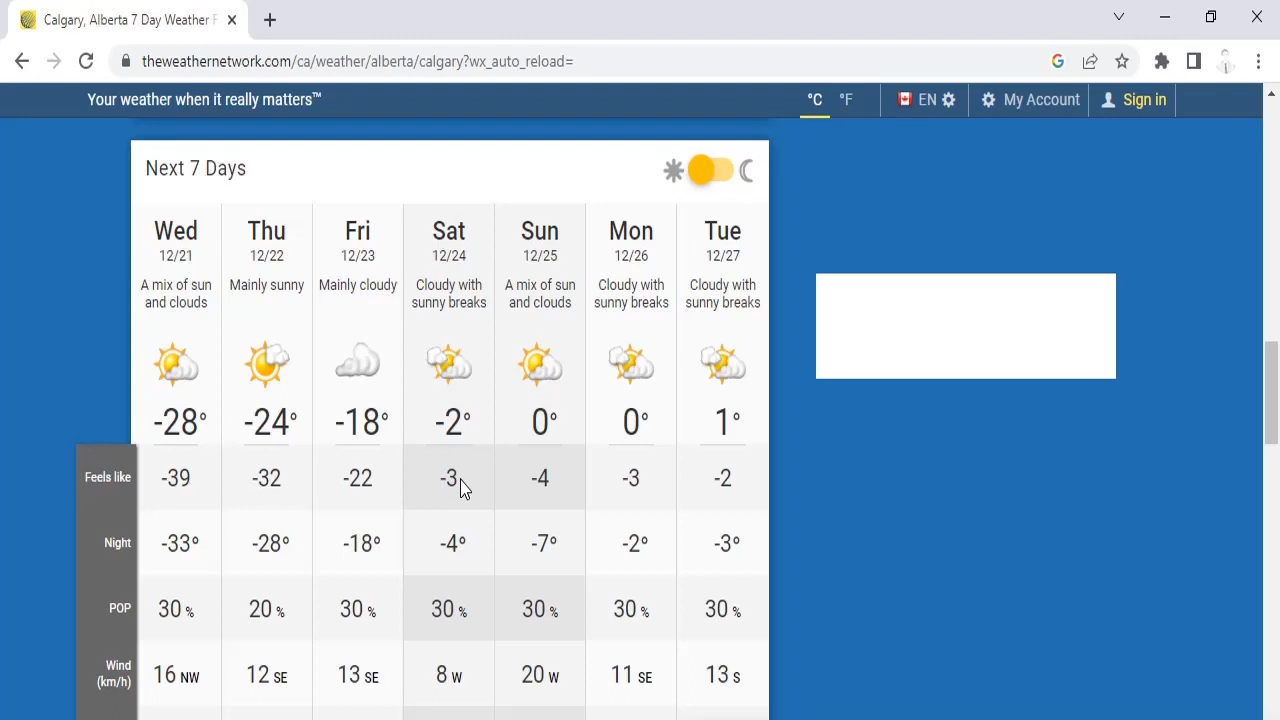 Calgary, Alberta 7 Day Weather F
theweathernetwork.com/ca/weather/alberta/calgary?wx_auto_reload=
Your weather when it really matters™
°C °F EN My Account Sign in
Next 7 Days
Wed Thu Fri Sat Sun Mon Tue
12/21 12/22 12/23 12/24 12/25 12/26 12/27
A mix of sun Mainly sunny Mainly cloudy Cloudy with A mix of sun Cloudy with Cloudy with
and clouds sunny breaks and clouds sunny breaks sunny breaks
-28° -24° -18° -2° 0° 0° 1°
Feels like -39 -32 -22 -3 -4 -3 -2
Night -33° -28° -18° -4° -7° -2° -3°
POP 30 % 20 % 30 % 30 % 30 % 30 % 30 %
Wind 16 NW 12 SE 13 SE 8 W 20 W 11 SE 13 S
(km/h)